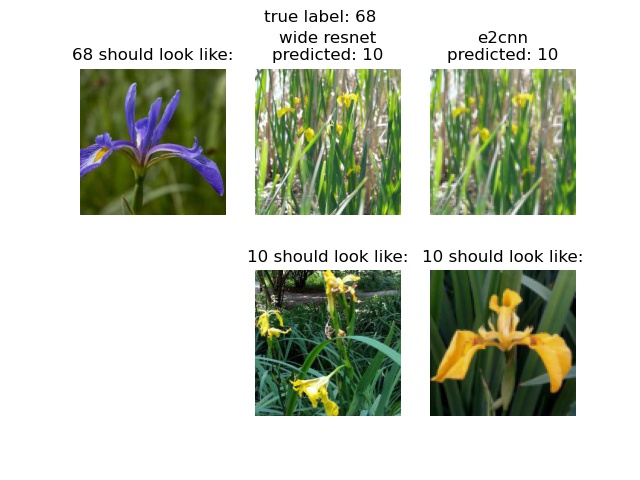 true label: 68
68 should look like:
wide resnet
predicted: 10
e2cnn
predicted: 10
10 should look like:
10 should look like: